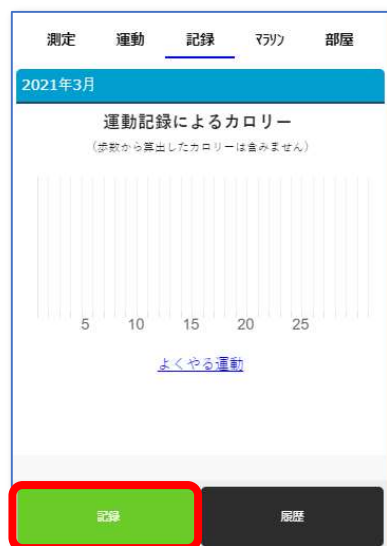 測定 運動 記録 ﾏﾗｿﾝ 部屋
2021年3月
運動記録によるカロリー
（歩数から算出したカロリーは含みません）
5 10 15 20 25
よくやる運動
記録 履歴